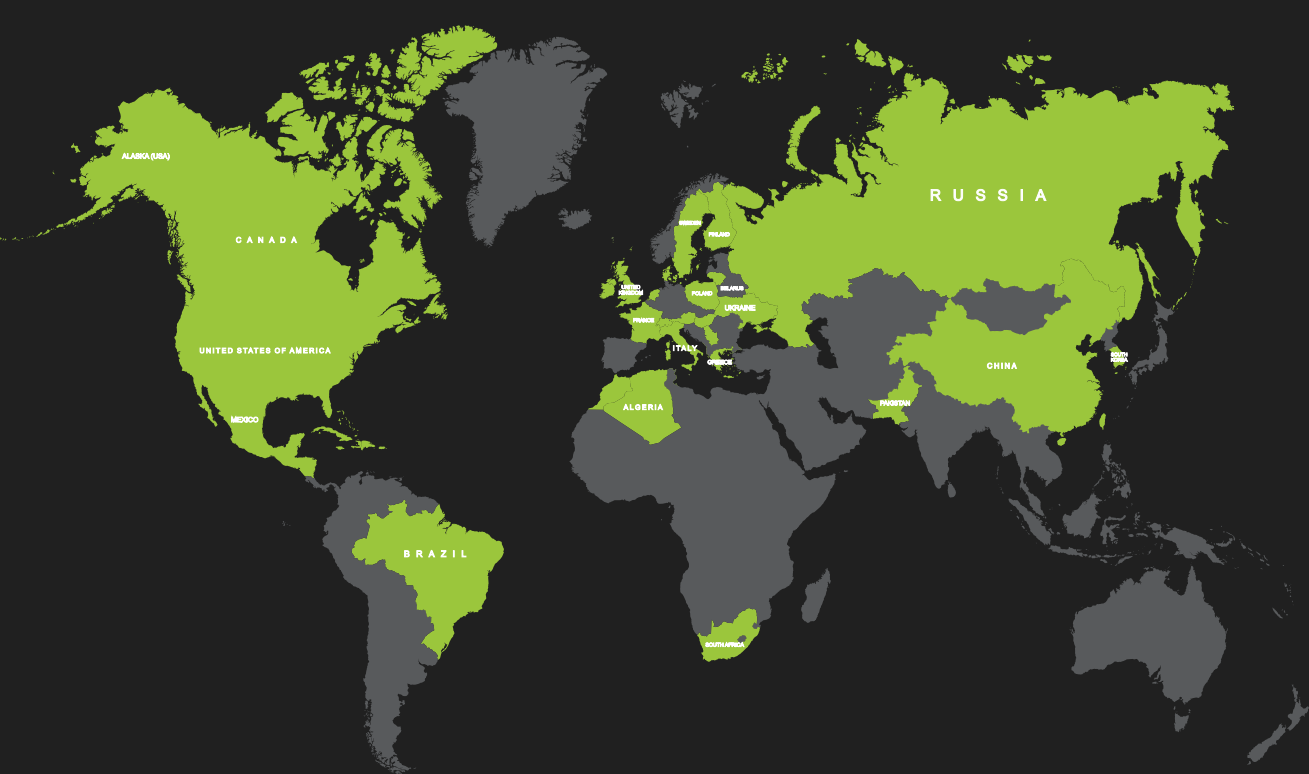 ALASKA (USA)
RUSSIA
SWEDEN
FINLAND
CANADA
UNITED
KINGDOM
POLAND
BELARUS
UKRAINE
FRANCE
ITALY
UNITED STATES OF AMERICA
GREECE
SOUTH
KOREA
CHINA
PAKISTAN
ALGERIA
MEXICO
BRAZIL
SOUTH AFRICA